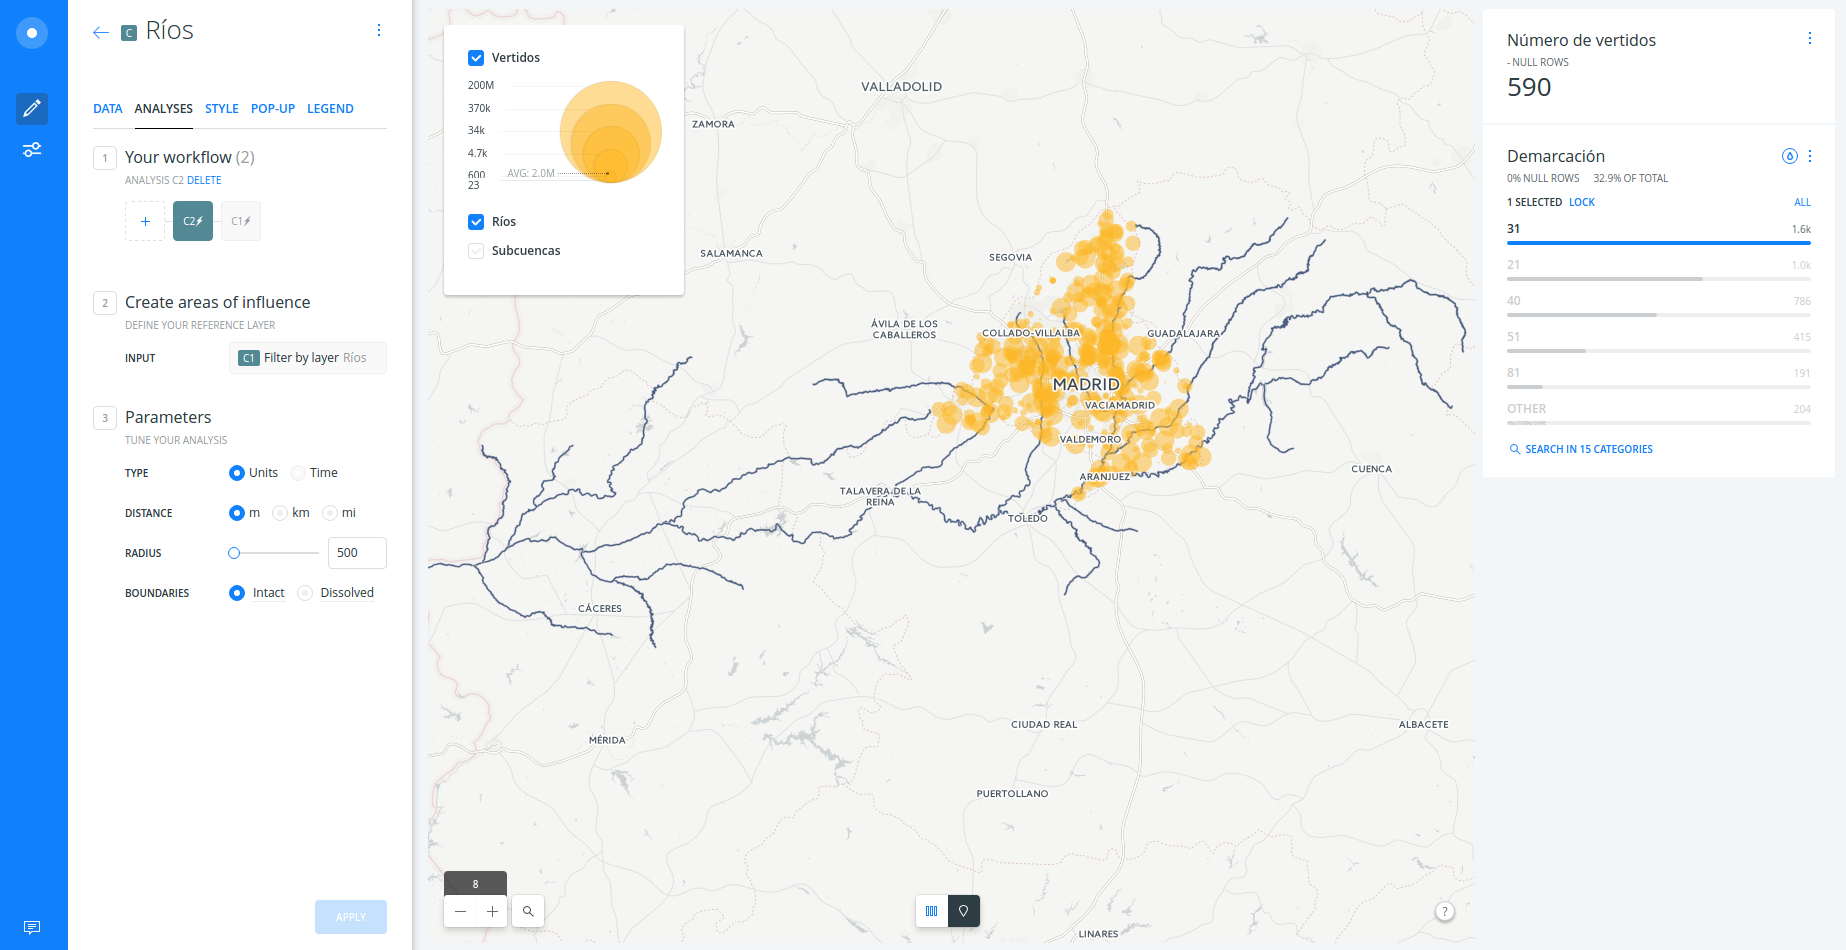 C Ríos
DATA ANALYSES STYLE POP-UP LEGEND
1 Your workflow (2)
ANALYSIS C2 DELETE
+ C2 C1
2 Create areas of influence
DEFINE YOUR REFERENCE LAYER
INPUT C1 Filter by layer Ríos
3 Parameters
TUNE YOUR ANALYSIS
TYPE Units Time
DISTANCE m km mi
RADIUS 500
BOUNDARIES Intact Dissolved
APPLY
Vertidos
200M
370k
34k
4.7k
600
AVG: 2.0M
23
Ríos
Subcuencas
VALLADOLID
ZAMORA
SALAMANCA
SEGOVIA
ÁVILA DE LOS
CABALLEROS
COLLADO-VILLALBA
GUADALAJARA
MADRID
VACIAMADRID
VALDEMORO
ARANJUEZ
CUENCA
TALAVERA DE LA
REINA
TOLEDO
CÁCERES
CIUDAD REAL
ALBACETE
MÉRIDA
PUERTOLLANO
LINARES
8
− +
?
Número de vertidos
- NULL ROWS
590
Demarcación
0% NULL ROWS 32.9% OF TOTAL
1 SELECTED LOCK ALL
31 1.6k
21 1.0k
40 786
51 415
81 191
OTHER 204
SEARCH IN 15 CATEGORIES